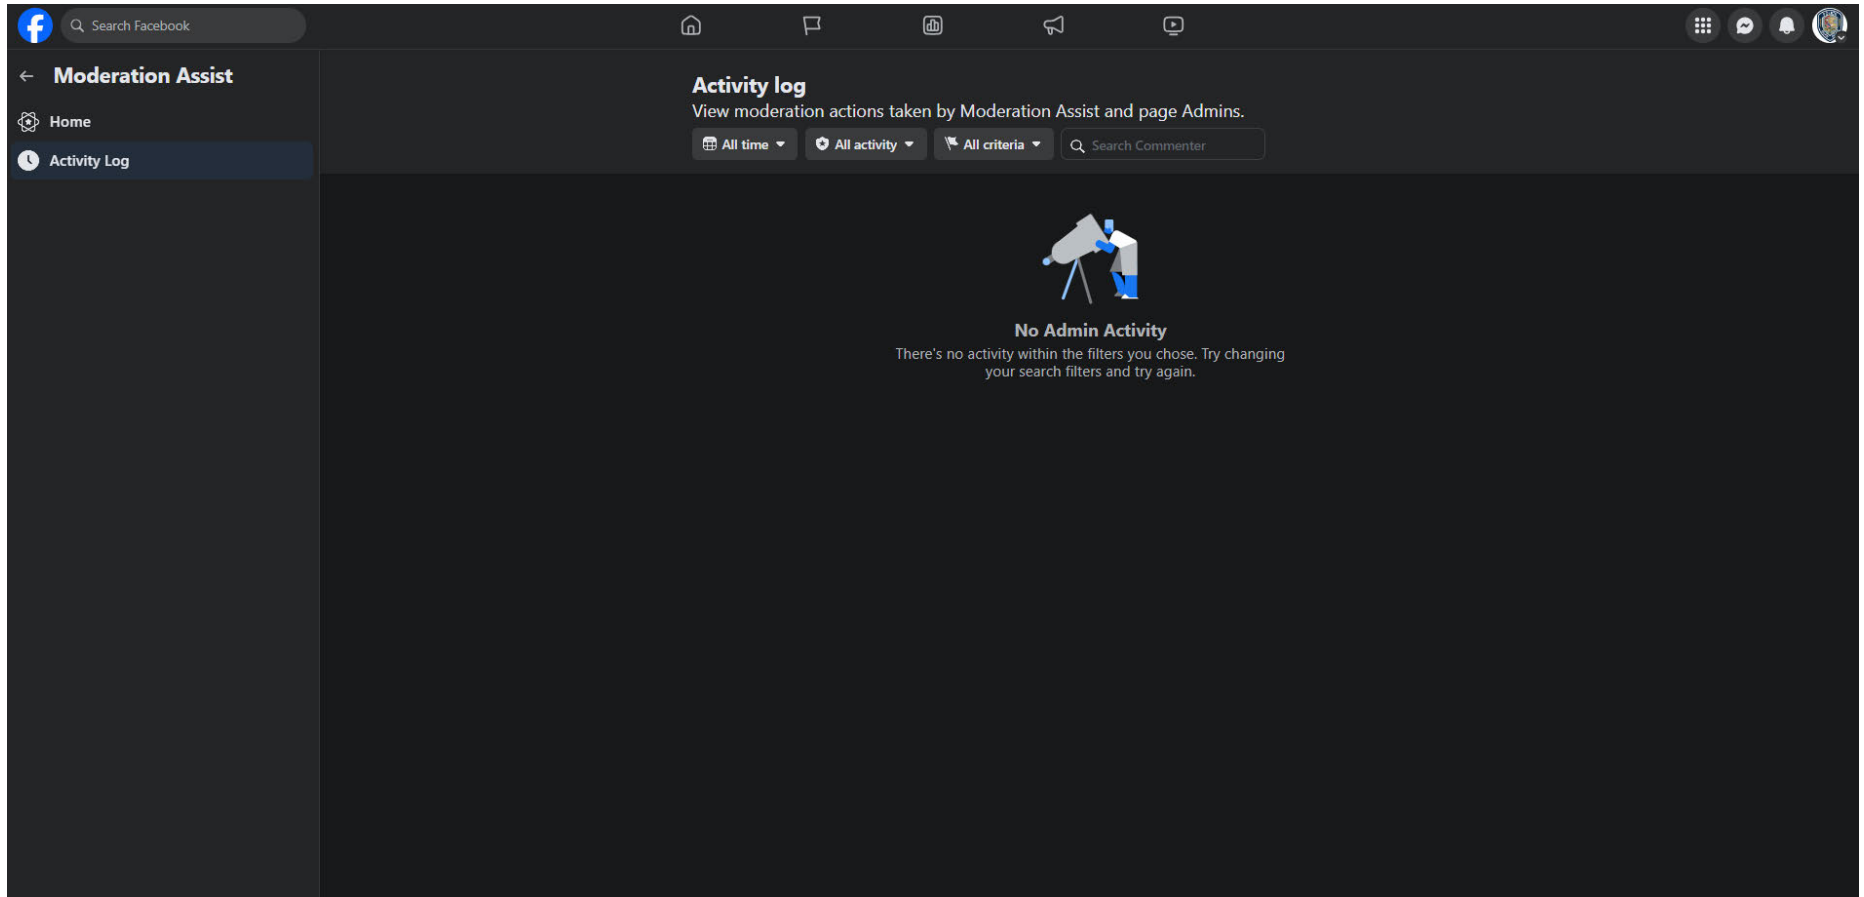 Search Facebook
Moderation Assist
Home
Activity Log
Activity log
View moderation actions taken by Moderation Assist and page Admins.
All time
All activity
All criteria
Search Commenter
No Admin Activity
There's no activity within the filters you chose. Try changing
your search filters and try again.